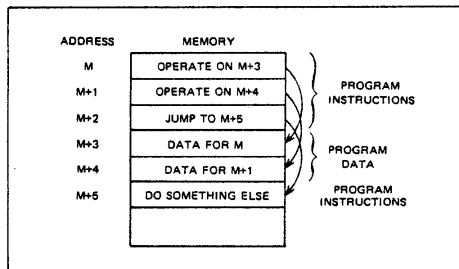 ADDRESS MEMORY
M OPERATE ON M+3
M+1 OPERATE ON M+4
M+2 JUMP TO M+5
M+3 DATA FOR M
M+4 DATA FOR M+1
M+5 DO SOMETHING ELSE
PROGRAM
INSTRUCTIONS
PROGRAM
DATA
PROGRAM
INSTRUCTIONS